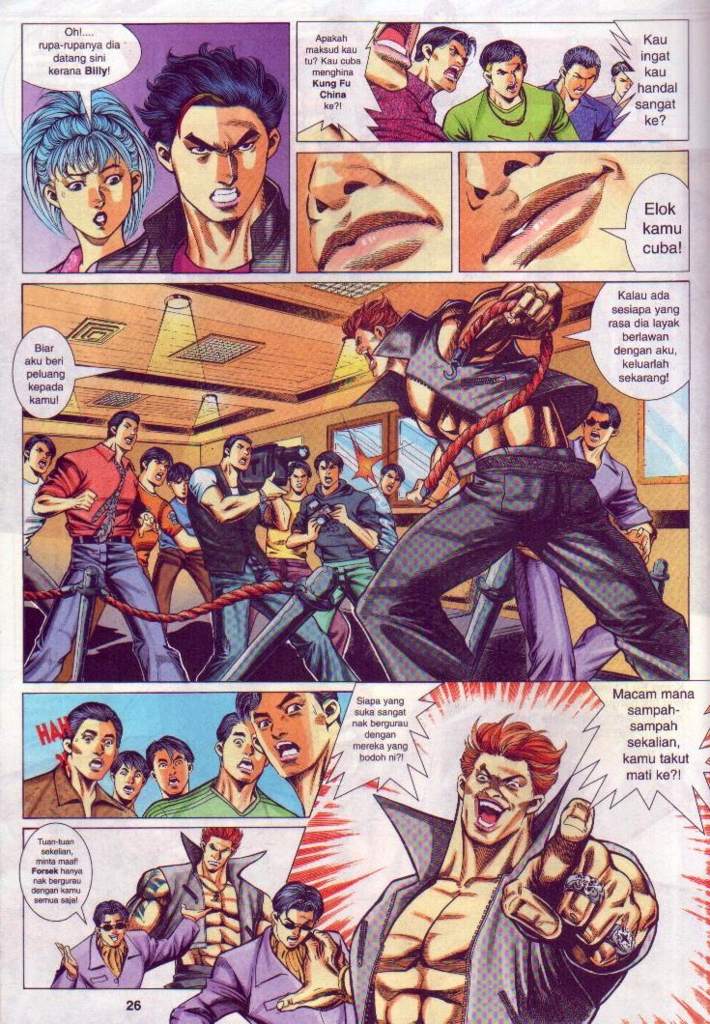 Oh!....
rupa-rupanya dia
datang sini
kerana Billy!
Apakah
maksud kau
tu? Kau kau
menghina
Kung Fu
China
ke?!
Kau
ingat
kau
handal
sangat
ke?
Elok
kamu
cuba!
Biar
aku beri
peluang
kepada
kamu!
Kalau ada
sesiapa yang
rasa dia layak
berlawan
dengan aku,
keluarlah
sekarang!
HA
Siapa yang
suka sangat
nak bergurau
dengan
mereka yang
bodoh ni?!
Macam mana
sampah-
sampah
sekalian,
kamu takut
mati ke?!
Tuan-tuan
sekelian,
minta maaf!
Forsek hanya
nak bergurau
dengan kamu
semua saja!
26